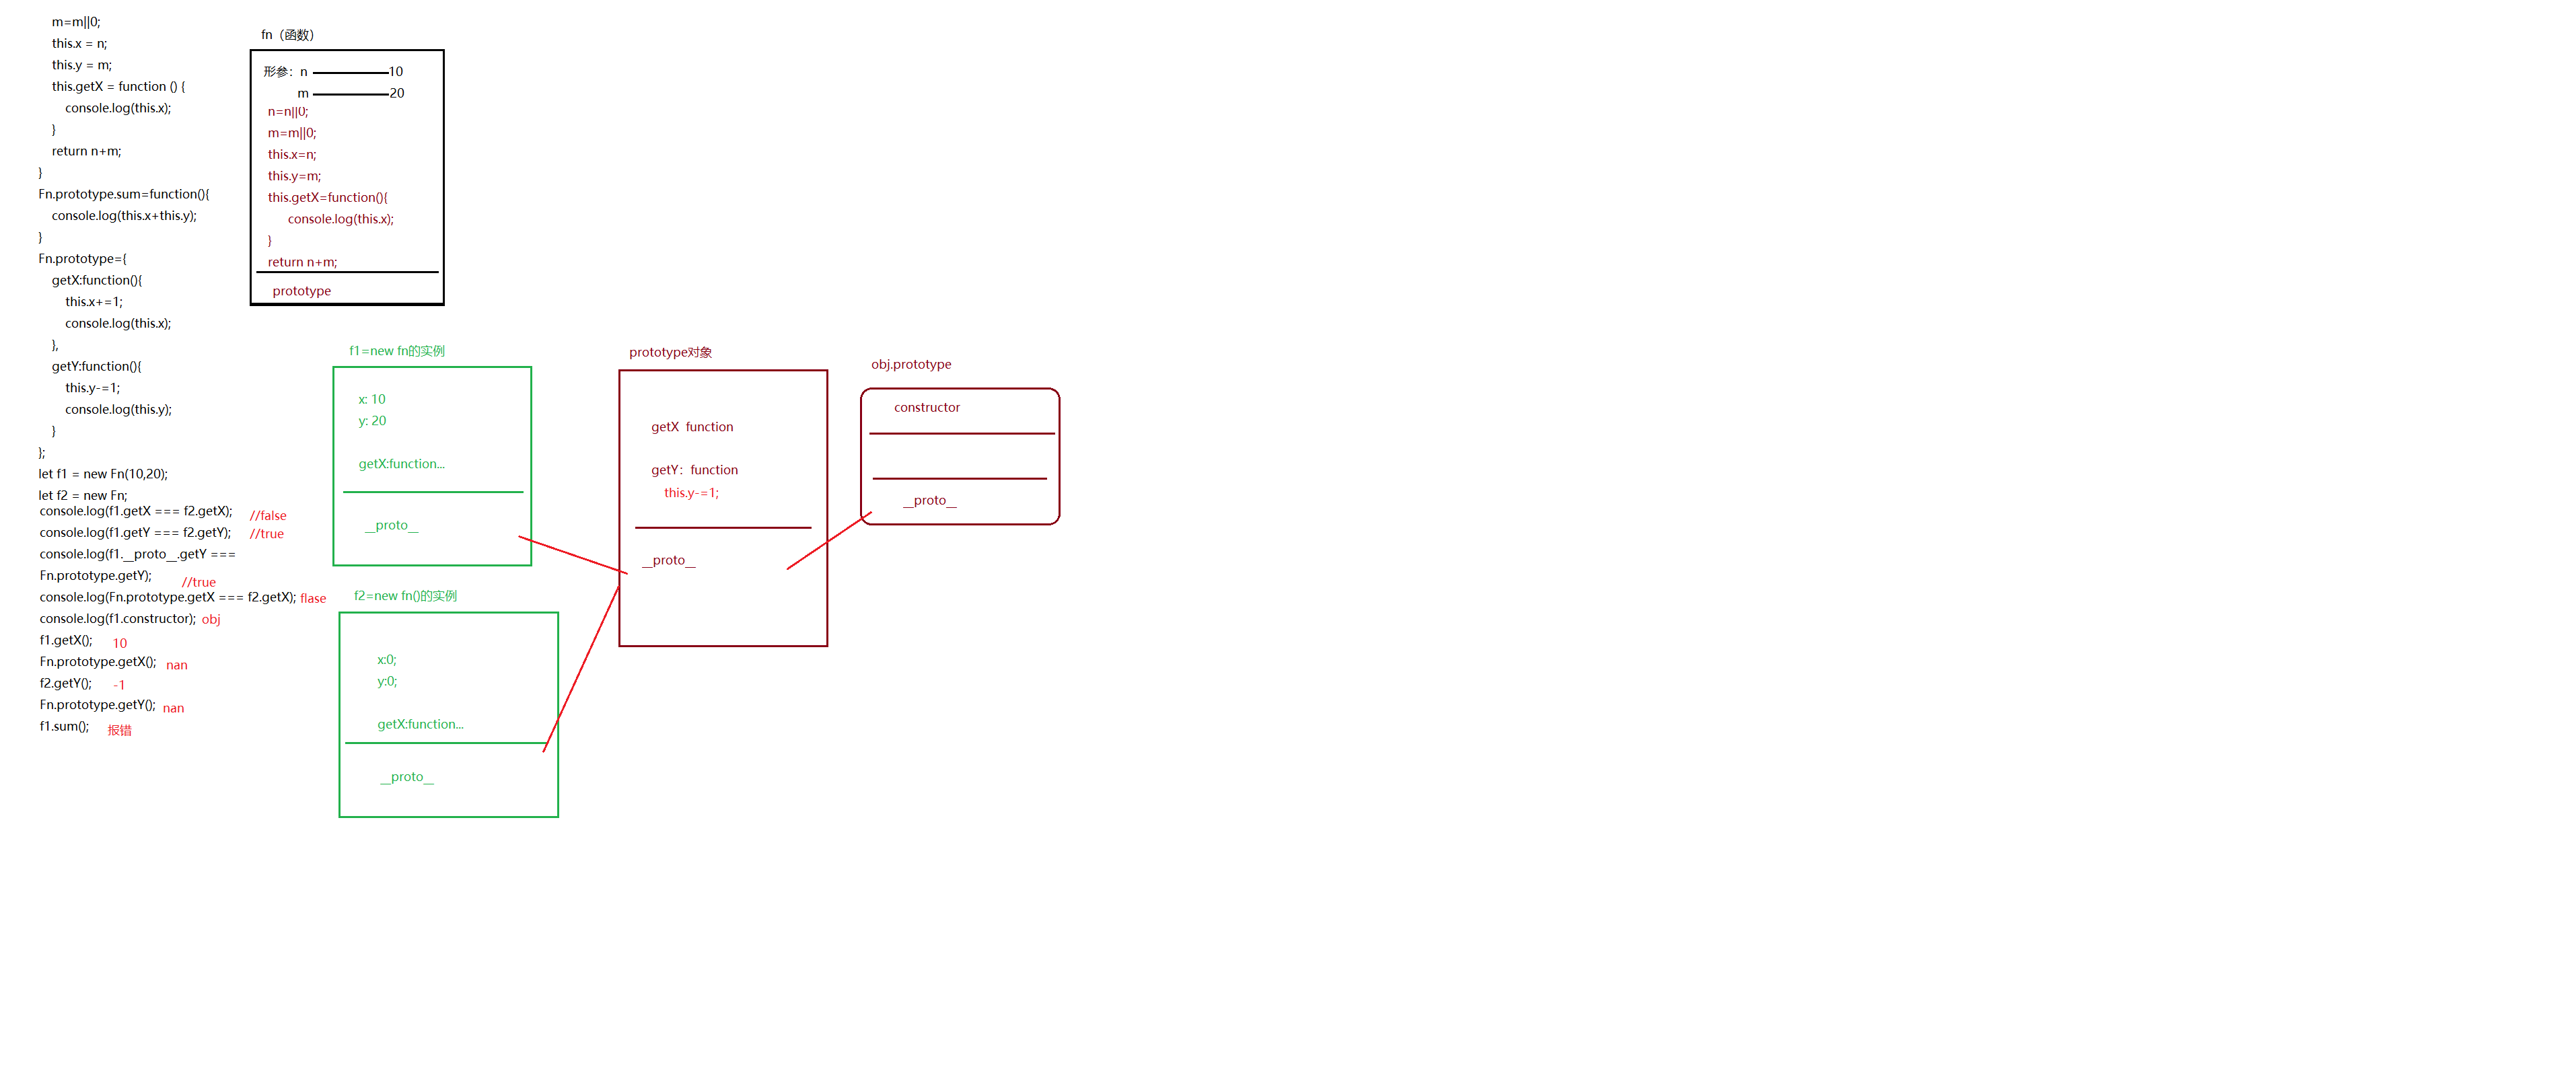 m=m||0;
this.x = n;
this.y = m;
this.getX = function () {
console.log(this.x);
}
return n+m;
}
Fn.prototype.sum=function(){
console.log(this.x+this.y);
}
Fn.prototype={
getX:function(){
this.x+=1;
console.log(this.x);
},
getY:function(){
this.y-=1;
console.log(this.y);
}
};
let f1 = new Fn(10,20);
let f2 = new Fn;
console.log(f1.getX === f2.getX); //false
console.log(f1.getY === f2.getY); //true
console.log(f1.__proto__.getY ===
Fn.prototype.getY); //true
console.log(Fn.prototype.getX === f2.getX); flase
console.log(f1.constructor); obj
f1.getX(); 10
Fn.prototype.getX(); nan
f2.getY(); -1
Fn.prototype.getY(); nan
f1.sum(); 报错
fn（函数）
形参：n 10
m 20
n=n||0;
m=m||0;
this.x=n;
this.y=m;
this.getX=function(){
console.log(this.x);
}
return n+m;
prototype
f1=new fn的实例
x: 10
y: 20
getX:function...
__proto__
f2=new fn()的实例
x:0;
y:0;
getX:function...
__proto__
prototype对象
getX function
getY：function
this.y-=1;
__proto__
obj.prototype
constructor
__proto__